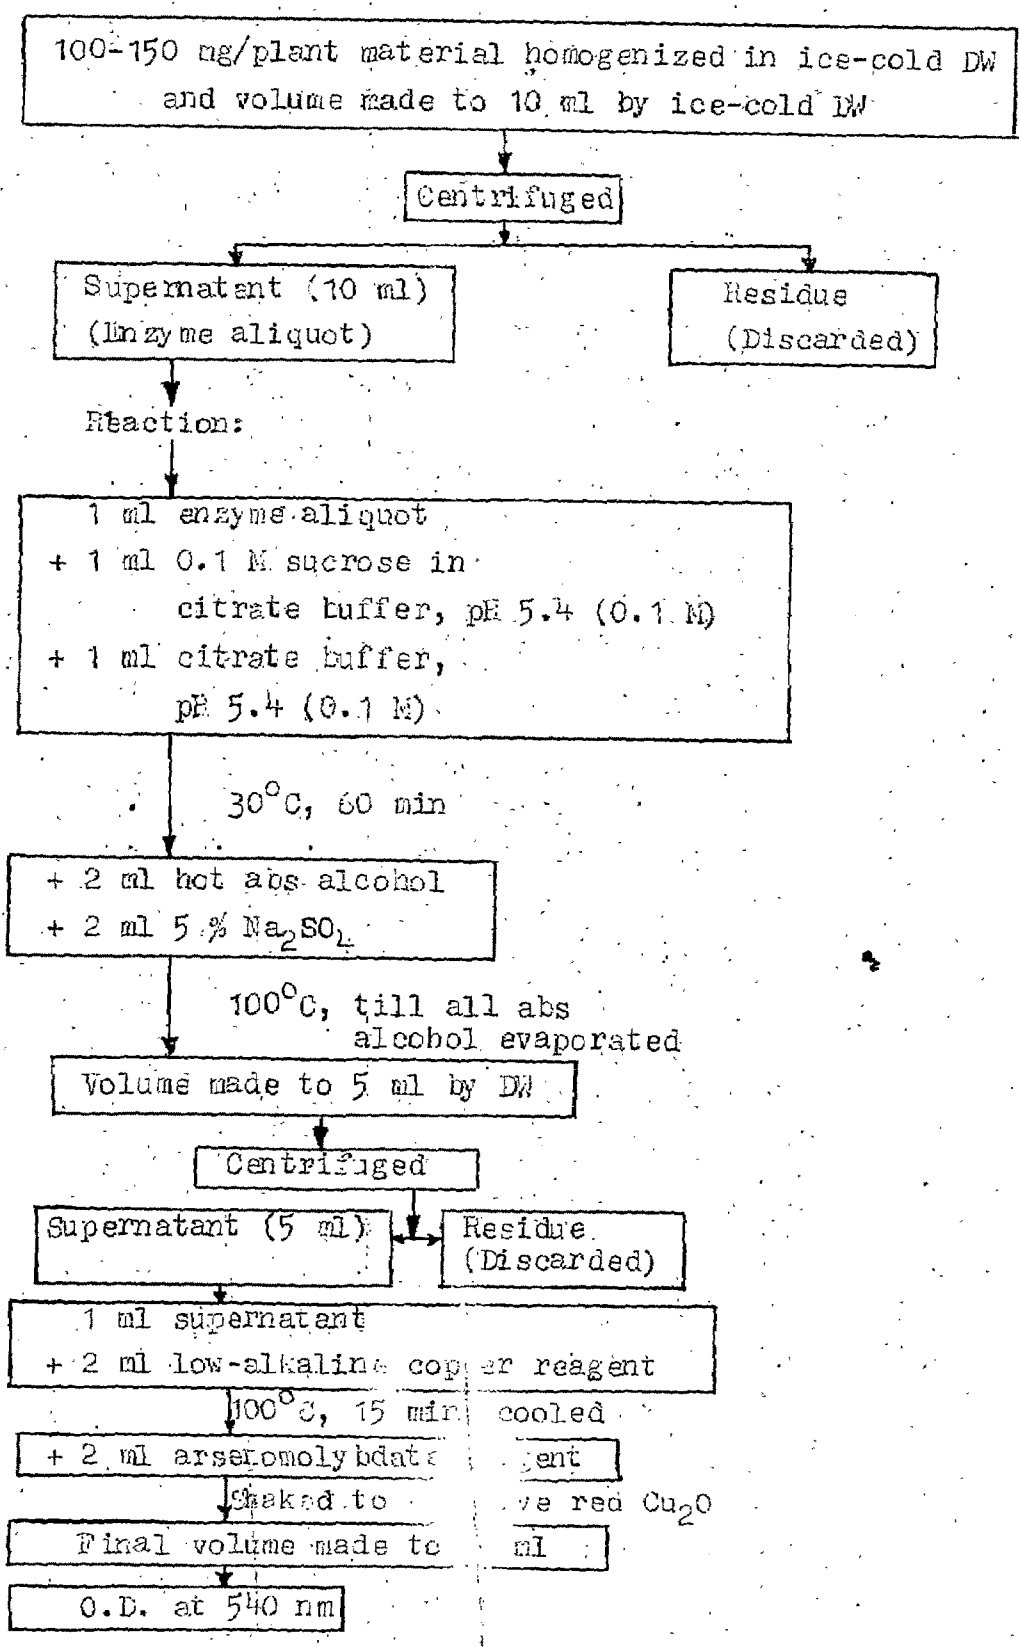 100-150 mg/plant material homogenized in ice-cold DW
and volume made to 10 ml by ice-cold DW
Centrifuged
Supernatant (10 ml)
(Enzyme aliquot)
Residue
(Discarded)
Reaction:
1 ml enzyme aliquot
+ 1 ml 0.1 M sucrose in
citrate buffer, pH 5.4 (0.1 M)
+ 1 ml citrate buffer,
pH 5.4 (0.1 M)
30°C, 60 min
+ 2 ml hot abs alcohol
+ 2 ml 5 % Na₂SO₄
100°C, till all abs
alcohol evaporated
Volume made to 5 ml by DW
Centrifuged
Supernatant (5 ml)
Residue
(Discarded)
1 ml supernatant
+ 2 ml low-alkaline copper reagent
100°C, 15 min cooled
+ 2 ml arsenomolybdate
Shaked to red Cu₂O
Final volume made to ml
O.D. at 540 nm